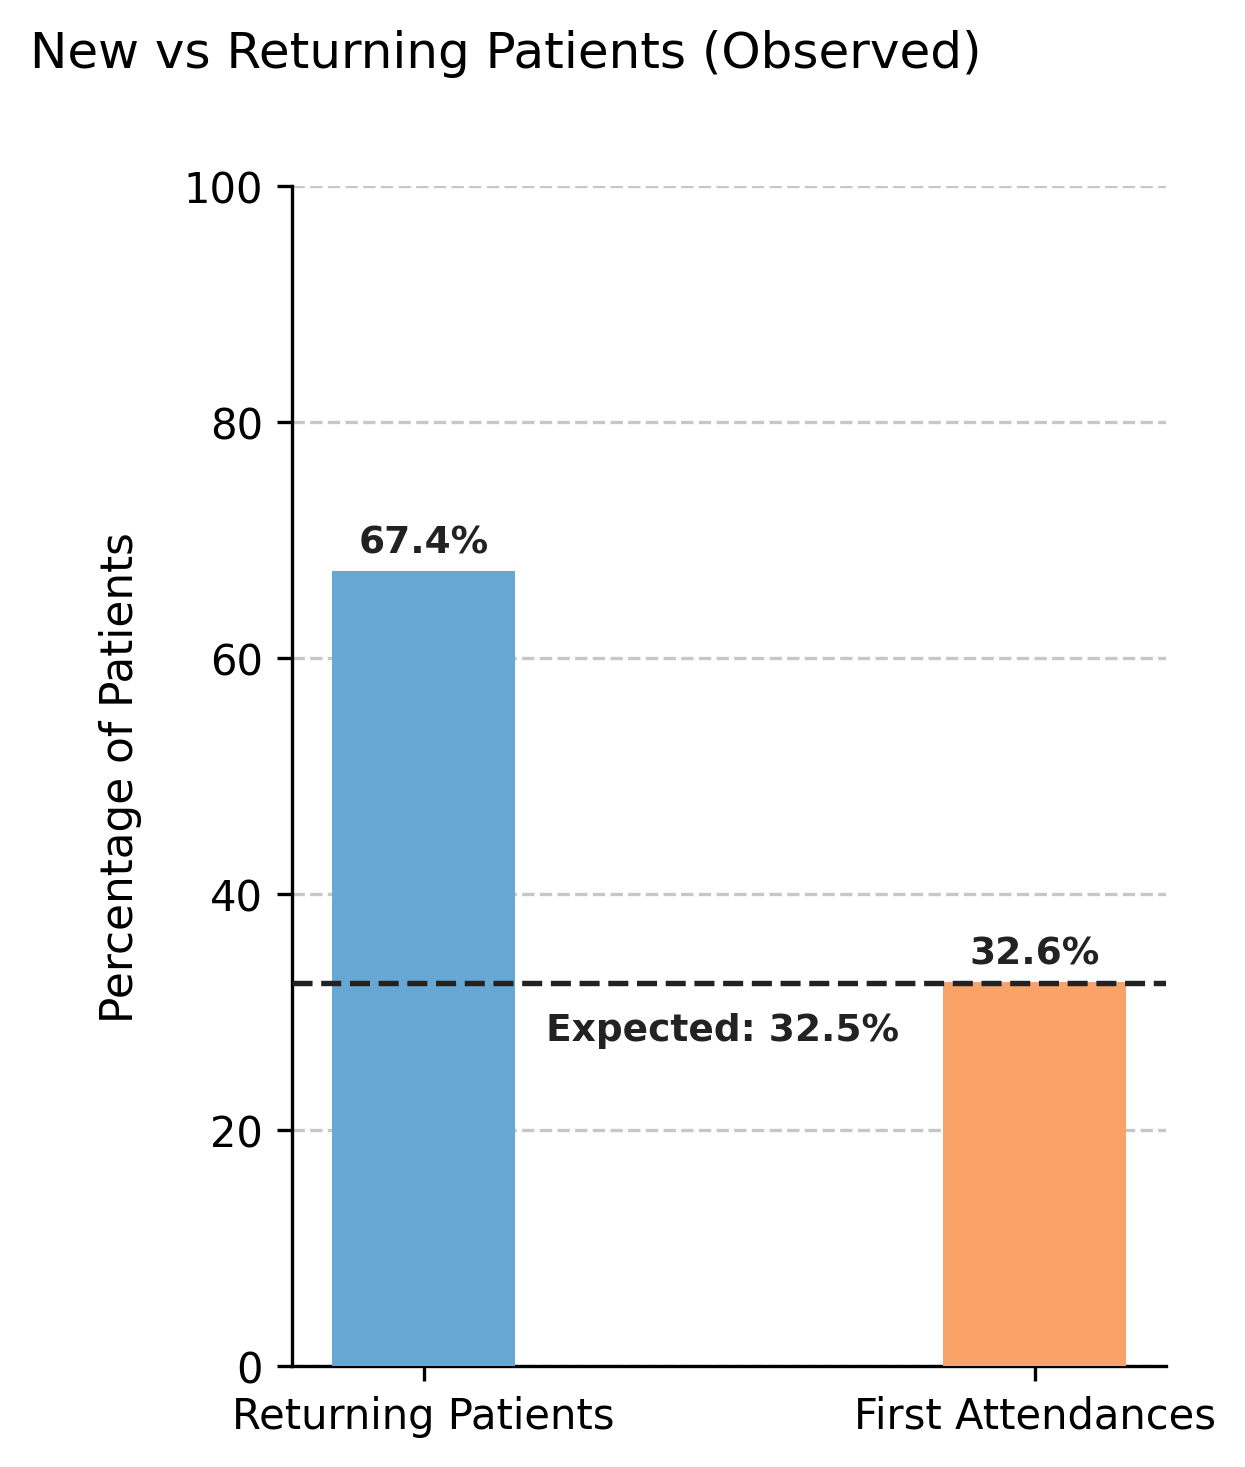 New vs Returning Patients (Observed)
Percentage of Patients
100
80
60
40
20
0
67.4%
32.6%
Expected: 32.5%
Returning Patients
First Attendances